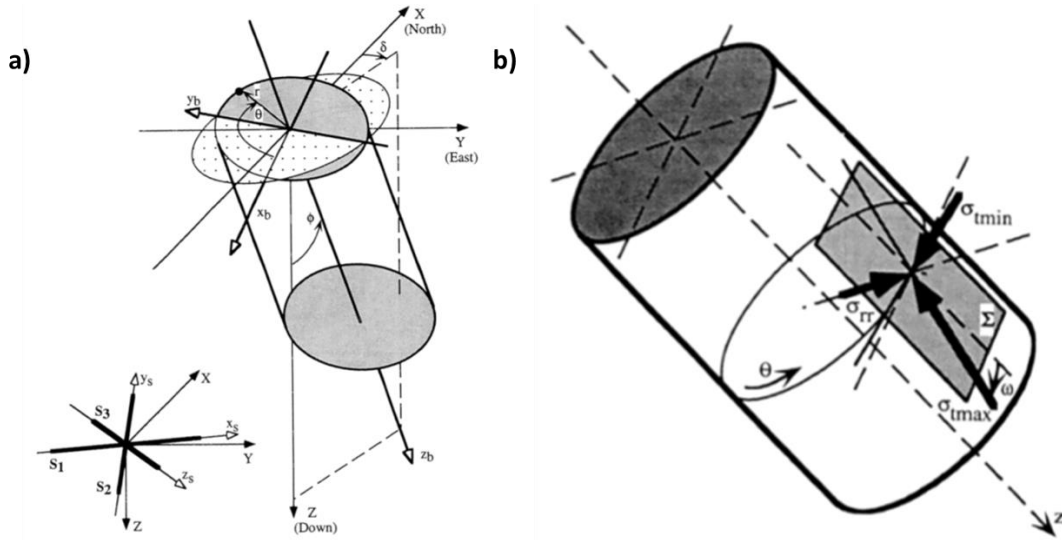 a)
X
(North)
δ
y_b
r
θ
Y
(East)
x_b
ϕ
z_b
Z
(Down)
y_s
X
S3
x_s
Y
S1
z_s
S2
Z
b)
σ_tmin
σ_rr
Σ
θ
ω
σ_tmax
z